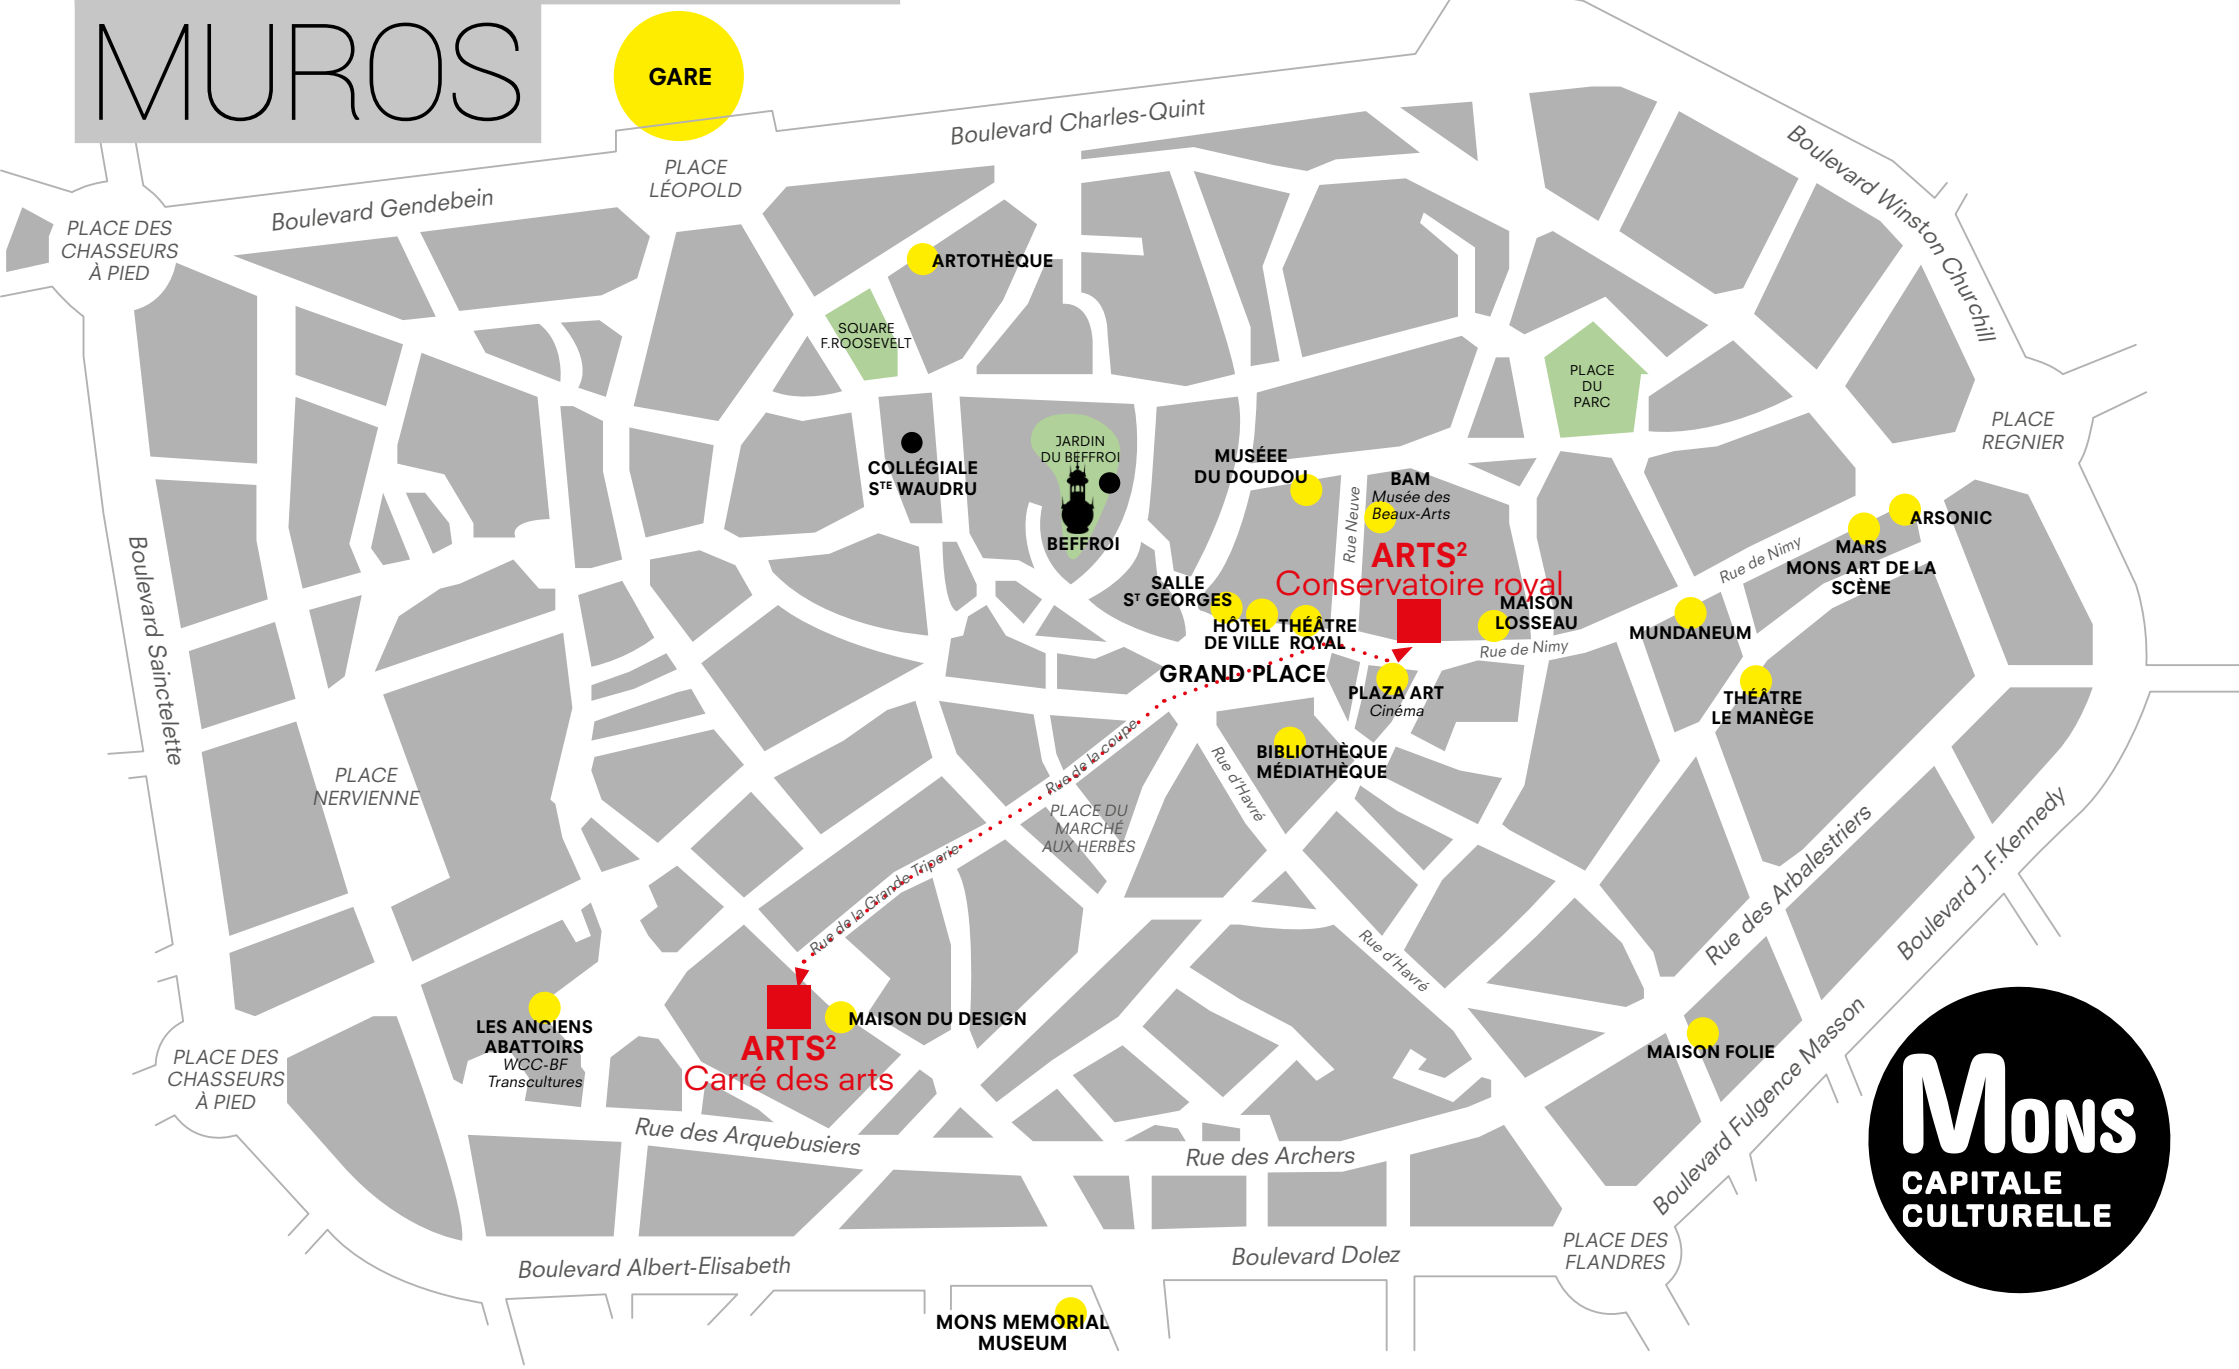 MUROS
GARE
Boulevard Charles-Quint
Boulevard Winston Churchill
PLACE
LÉOPOLD
Boulevard Gendebein
PLACE DES
CHASSEURS
À PIED
ARTOTHÈQUE
SQUARE
F.ROOSEVELT
PLACE
DU
PARC
PLACE
REGNIER
JARDIN
DU BEFFROI
COLLÉGIALE
STE WAUDRU
BEFFROI
MUSÉEE
DU DOUDOU
Rue Neuve
BAM
Musée des
Beaux-Arts
ARTS²
Conservatoire royal
ARSONIC
MARS
MONS ART DE LA
SCÈNE
Rue de Nimy
SALLE
ST GEORGES
HÔTEL
DE VILLE
THÉÂTRE
ROYAL
MAISON
LOSSEAU
Rue de Nimy
MUNDANEUM
GRAND PLACE
PLAZA ART
Cinéma
THÉÂTRE
LE MANÈGE
Boulevard Sainctelette
PLACE
NERVIENNE
Rue de la coupe
Rue d'Havré
BIBLIOTHÈQUE
MÉDIATHÈQUE
PLACE DU
MARCHÉ
AUX HERBES
Rue de la Grande Triperie
Rue d'Havré
Rue des Arbalestriers
Boulevard J.F.Kennedy
LES ANCIENS
ABATTOIRS
WCC-BF
Transcultures
MAISON DU DESIGN
ARTS²
Carré des arts
MAISON FOLIE
PLACE DES
CHASSEURS
À PIED
Rue des Arquebusiers
Rue des Archers
Boulevard Fulgence Masson
MONS
CAPITALE
CULTURELLE
PLACE DES
FLANDRES
Boulevard Albert-Elisabeth
Boulevard Dolez
MONS MEMORIAL
MUSEUM